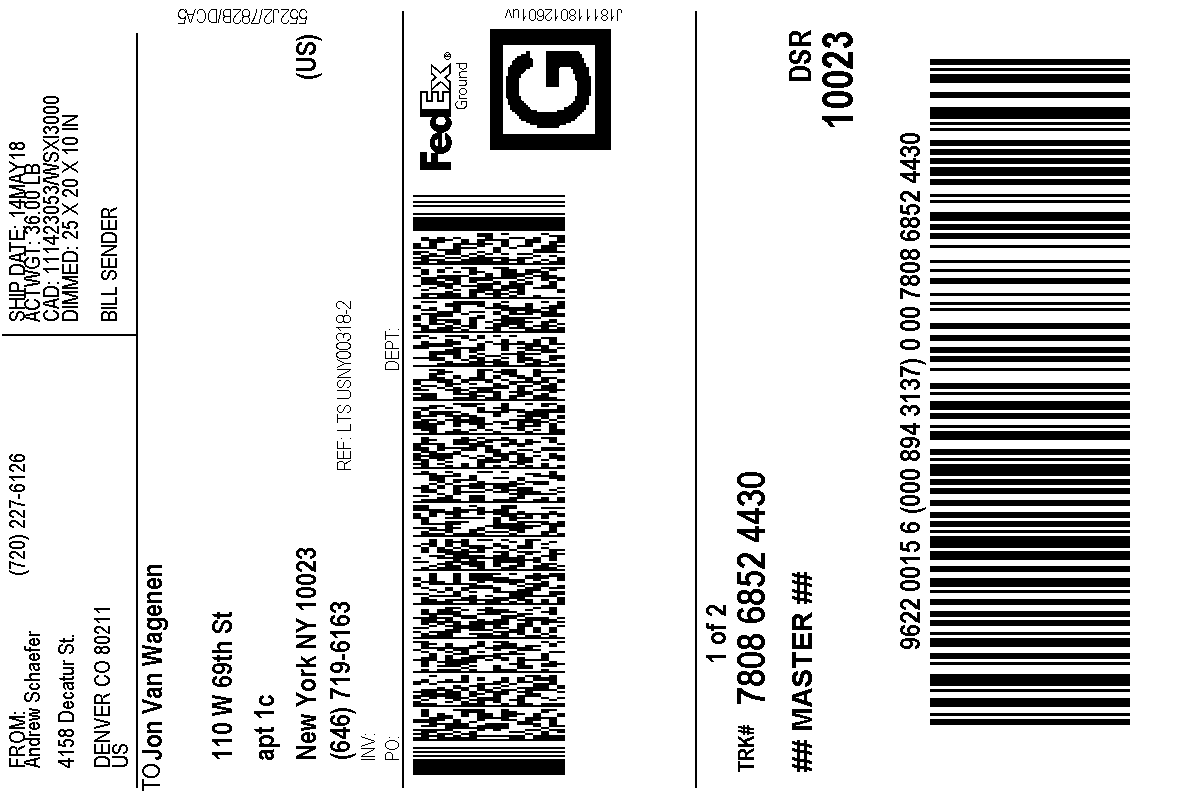 FROM: (720) 227-6126
Andrew Schaefer
4158 Decatur St.
DENVER CO 80211
US
SHIP DATE: 14MAY18
ACTWGT: 36.00 LB
CAD: 111423053/WSXI3000
DIMMED: 25 X 20 X 10 IN
BILL SENDER
TO Jon Van Wagenen
110 W 69th St
apt 1c
New York NY 10023
(US)
(646) 719-6163
REF: LTS USNY00318-2
INV:
PO: DEPT:
552J2/782B/DCA5
FedEx®
Ground
G
J181118012601uv
1 of 2
TRK# 7808 6852 4430
## MASTER ##
DSR
10023
9622 0015 6 (000 894 3137) 0 00 7808 6852 4430